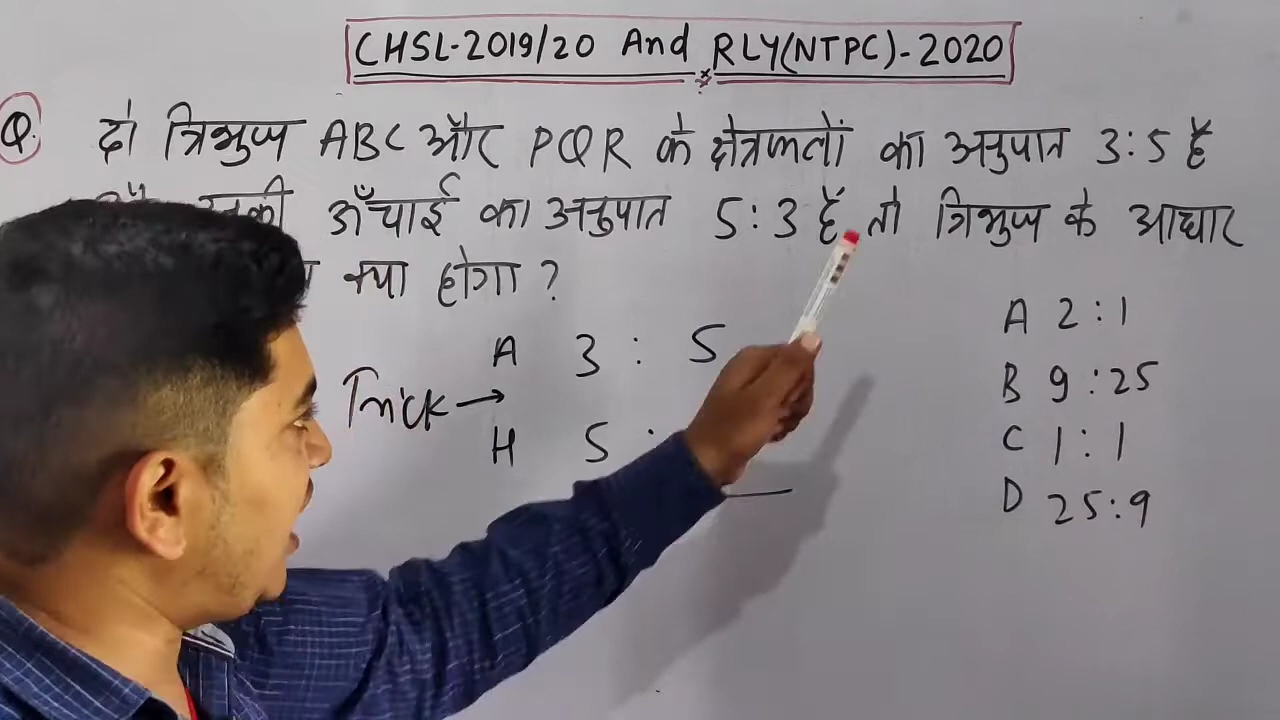 CHSL-2019/20 And RLY(NTPC)-2020
Q. दो त्रिभुज ABC और PQR के क्षेत्रफलों का अनुपात 3:5 है
ऊँचाई का अनुपात 5:3 है तो त्रिभुज के आधार
क्या होगा ?
A 3 : 5
Trick →
H 5 :
A 2:1
B 9:25
C 1:1
D 25:9